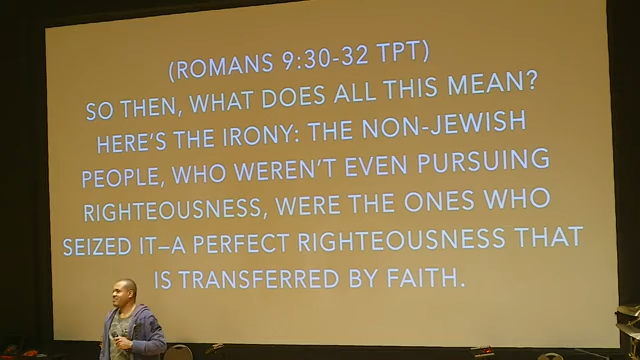 (ROMANS 9:30-32 TPT)
SO THEN, WHAT DOES ALL THIS MEAN?
HERE'S THE IRONY: THE NON-JEWISH
PEOPLE, WHO WEREN'T EVEN PURSUING
RIGHTEOUSNESS, WERE THE ONES WHO
SEIZED IT—A PERFECT RIGHTEOUSNESS THAT
IS TRANSFERRED BY FAITH.